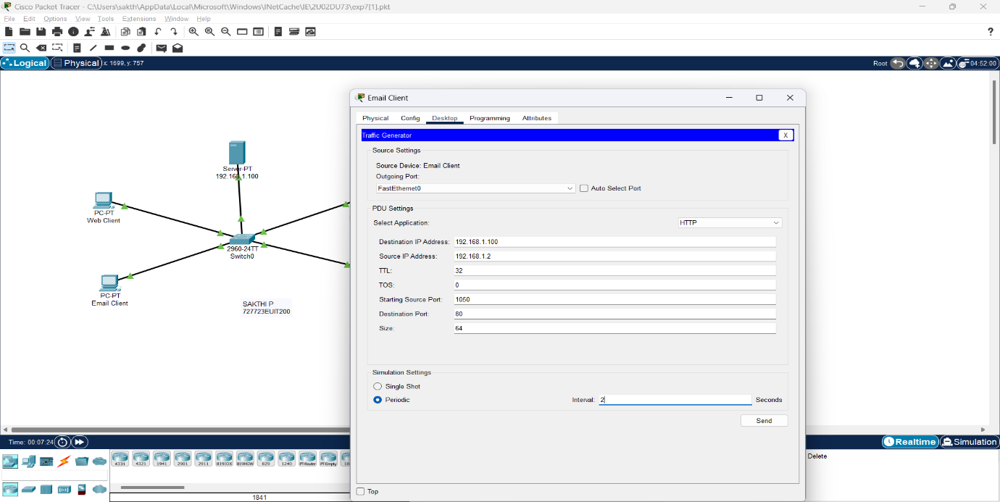 Cisco Packet Tracer - C:\Users\sakth\AppData\Local\Microsoft\Windows\INetCache\IE\2U02DU73\exp7[1].pkt
File Edit Options View Tools Extensions Window Help
?
Logical Physical x: 1699, y: 757 Root 04:52:00
Server-PT
192.168.1.100
PC-PT
Web Client
2960-24TT
Switch0
PC-PT
Email Client
SAKTHI P
727723EUIT200
Email Client
Physical Config Desktop Programming Attributes
Traffic Generator X
Source Settings
Source Device: Email Client
Outgoing Port:
FastEthernet0 Auto Select Port
PDU Settings
Select Application: HTTP
Destination IP Address: 192.168.1.100
Source IP Address: 192.168.1.2
TTL: 32
TOS: 0
Starting Source Port: 1050
Destination Port: 80
Size: 64
Simulation Settings
Single Shot
Periodic Interval: 2 Seconds
Send
Top
Time: 00:07:24 Realtime Simulation
4331 4321 1941 2901 2911 819IOX 819HGW 829 1240 PT-Router PT-Empty
1841
Delete